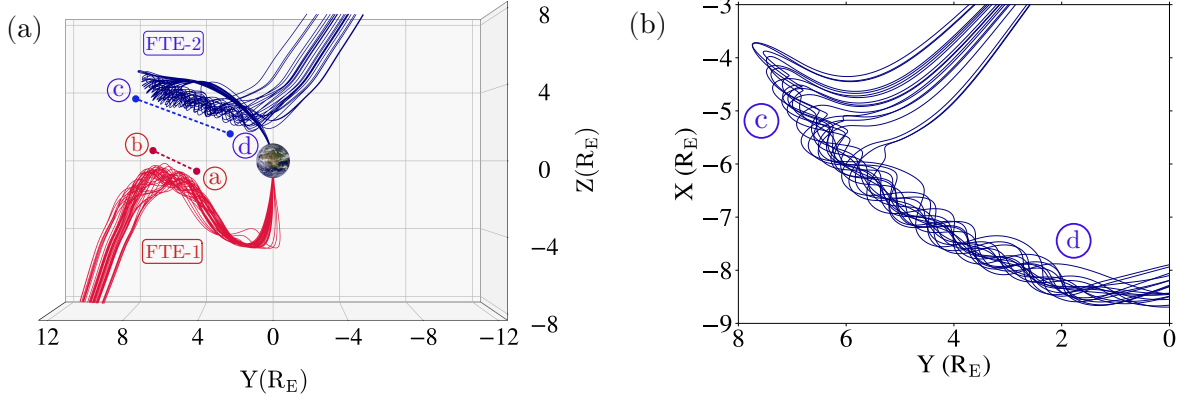 (a)
FTE-2
c
d
b
a
FTE-1
8
4
0
−4
−8
Z(R_E)
12 8 4 0 −4 −8 −12
Y(R_E)
(b)
−3
−4
−5
−6
−7
−8
−9
X (R_E)
c
d
8 6 4 2 0
Y (R_E)